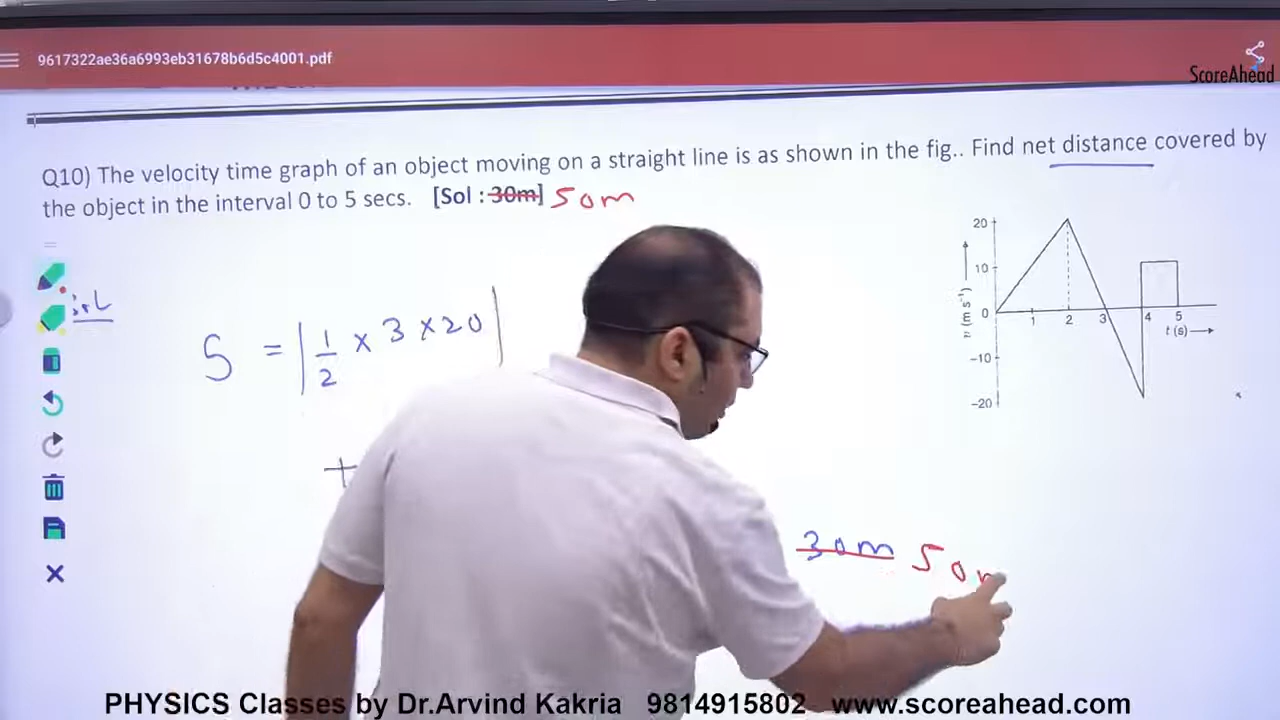 9617322ae36a6993eb31678b6d5c4001.pdf
ScoreAhead
Q10) The velocity time graph of an object moving on a straight line is as shown in the fig.. Find net distance covered by
the object in the interval 0 to 5 secs. [Sol : 30m] 50m
20
10
0
-10
-20
v (m s⁻¹)
1 2 3 4 5
t (s)
S = | 1/2 × 3 × 20 |
+
30m 50m
PHYSICS Classes by Dr.Arvind Kakria 9814915802 www.scoreahead.com